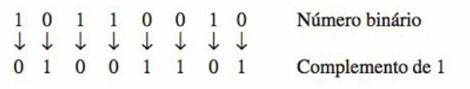 1 0 1 1 0 0 1 0 Número binário
↓ ↓ ↓ ↓ ↓ ↓ ↓ ↓
0 1 0 0 1 1 0 1 Complemento de 1